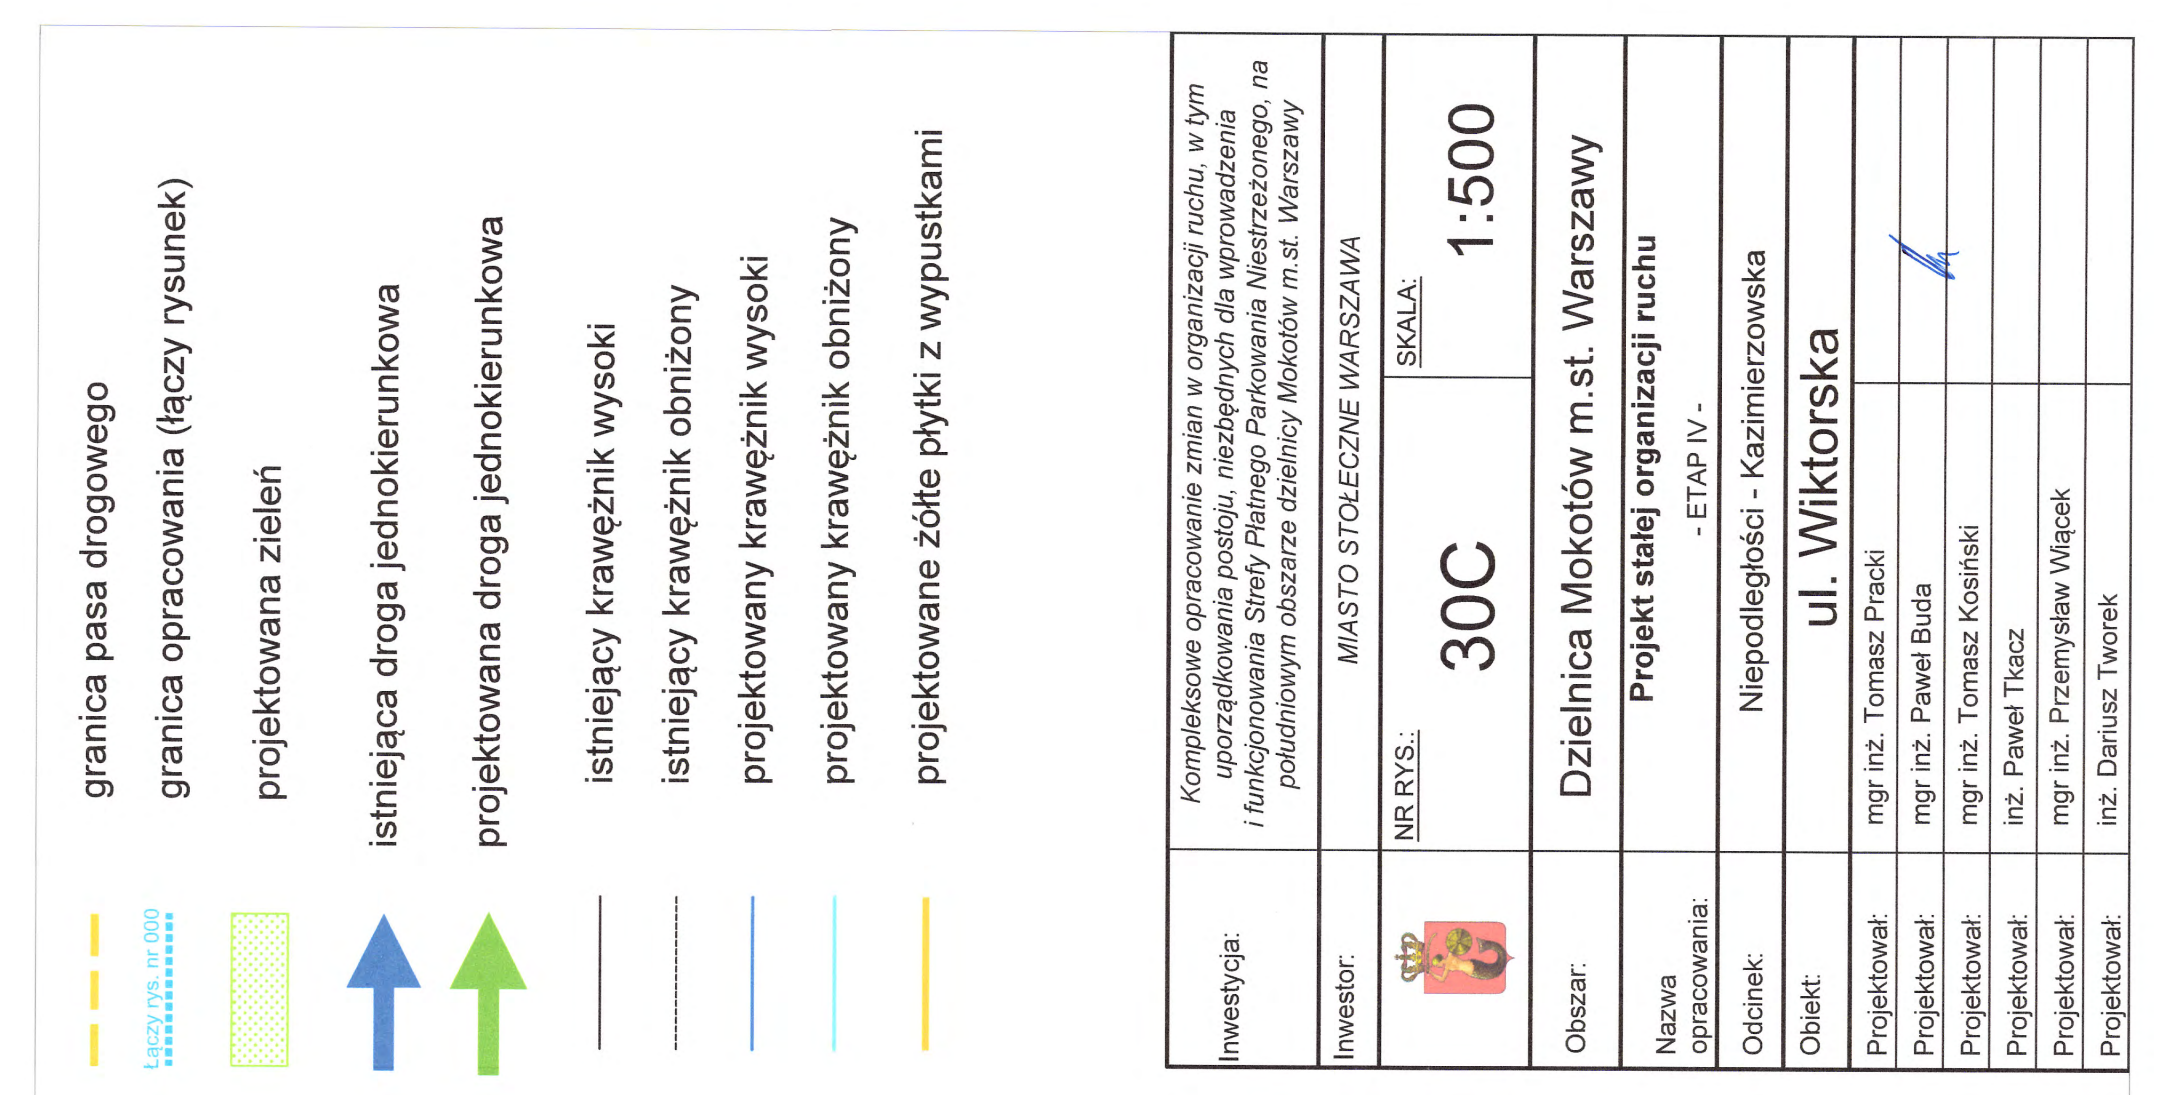 granica pasa drogowego
Łączy rys. nr 000
granica opracowania (łączy rysunek)
projektowana zieleń
istniejąca droga jednokierunkowa
projektowana droga jednokierunkowa
istniejący krawężnik wysoki
istniejący krawężnik obniżony
projektowany krawężnik wysoki
projektowany krawężnik obniżony
projektowane żółte płytki z wypustkami
Inwestycja:
Kompleksowe opracowanie zmian w organizacji ruchu, w tym
uporządkowania postoju, niezbędnych dla wprowadzenia
i funkcjonowania Strefy Płatnego Parkowania Niestrzeżonego, na
południowym obszarze dzielnicy Mokotów m.st. Warszawy
Inwestor: MIASTO STOŁECZNE WARSZAWA
NR RYS.: SKALA:
30C 1:500
Obszar: Dzielnica Mokotów m.st. Warszawy
Nazwa
opracowania:
Projekt stałej organizacji ruchu
- ETAP IV -
Odcinek: Niepodległości - Kazimierzowska
Obiekt: ul. Wiktorska
Projektował: mgr inż. Tomasz Pracki
Projektował: mgr inż. Paweł Buda
Projektował: mgr inż. Tomasz Kosiński
Projektował: inż. Paweł Tkacz
Projektował: mgr inż. Przemysław Wiącek
Projektował: inż. Dariusz Tworek